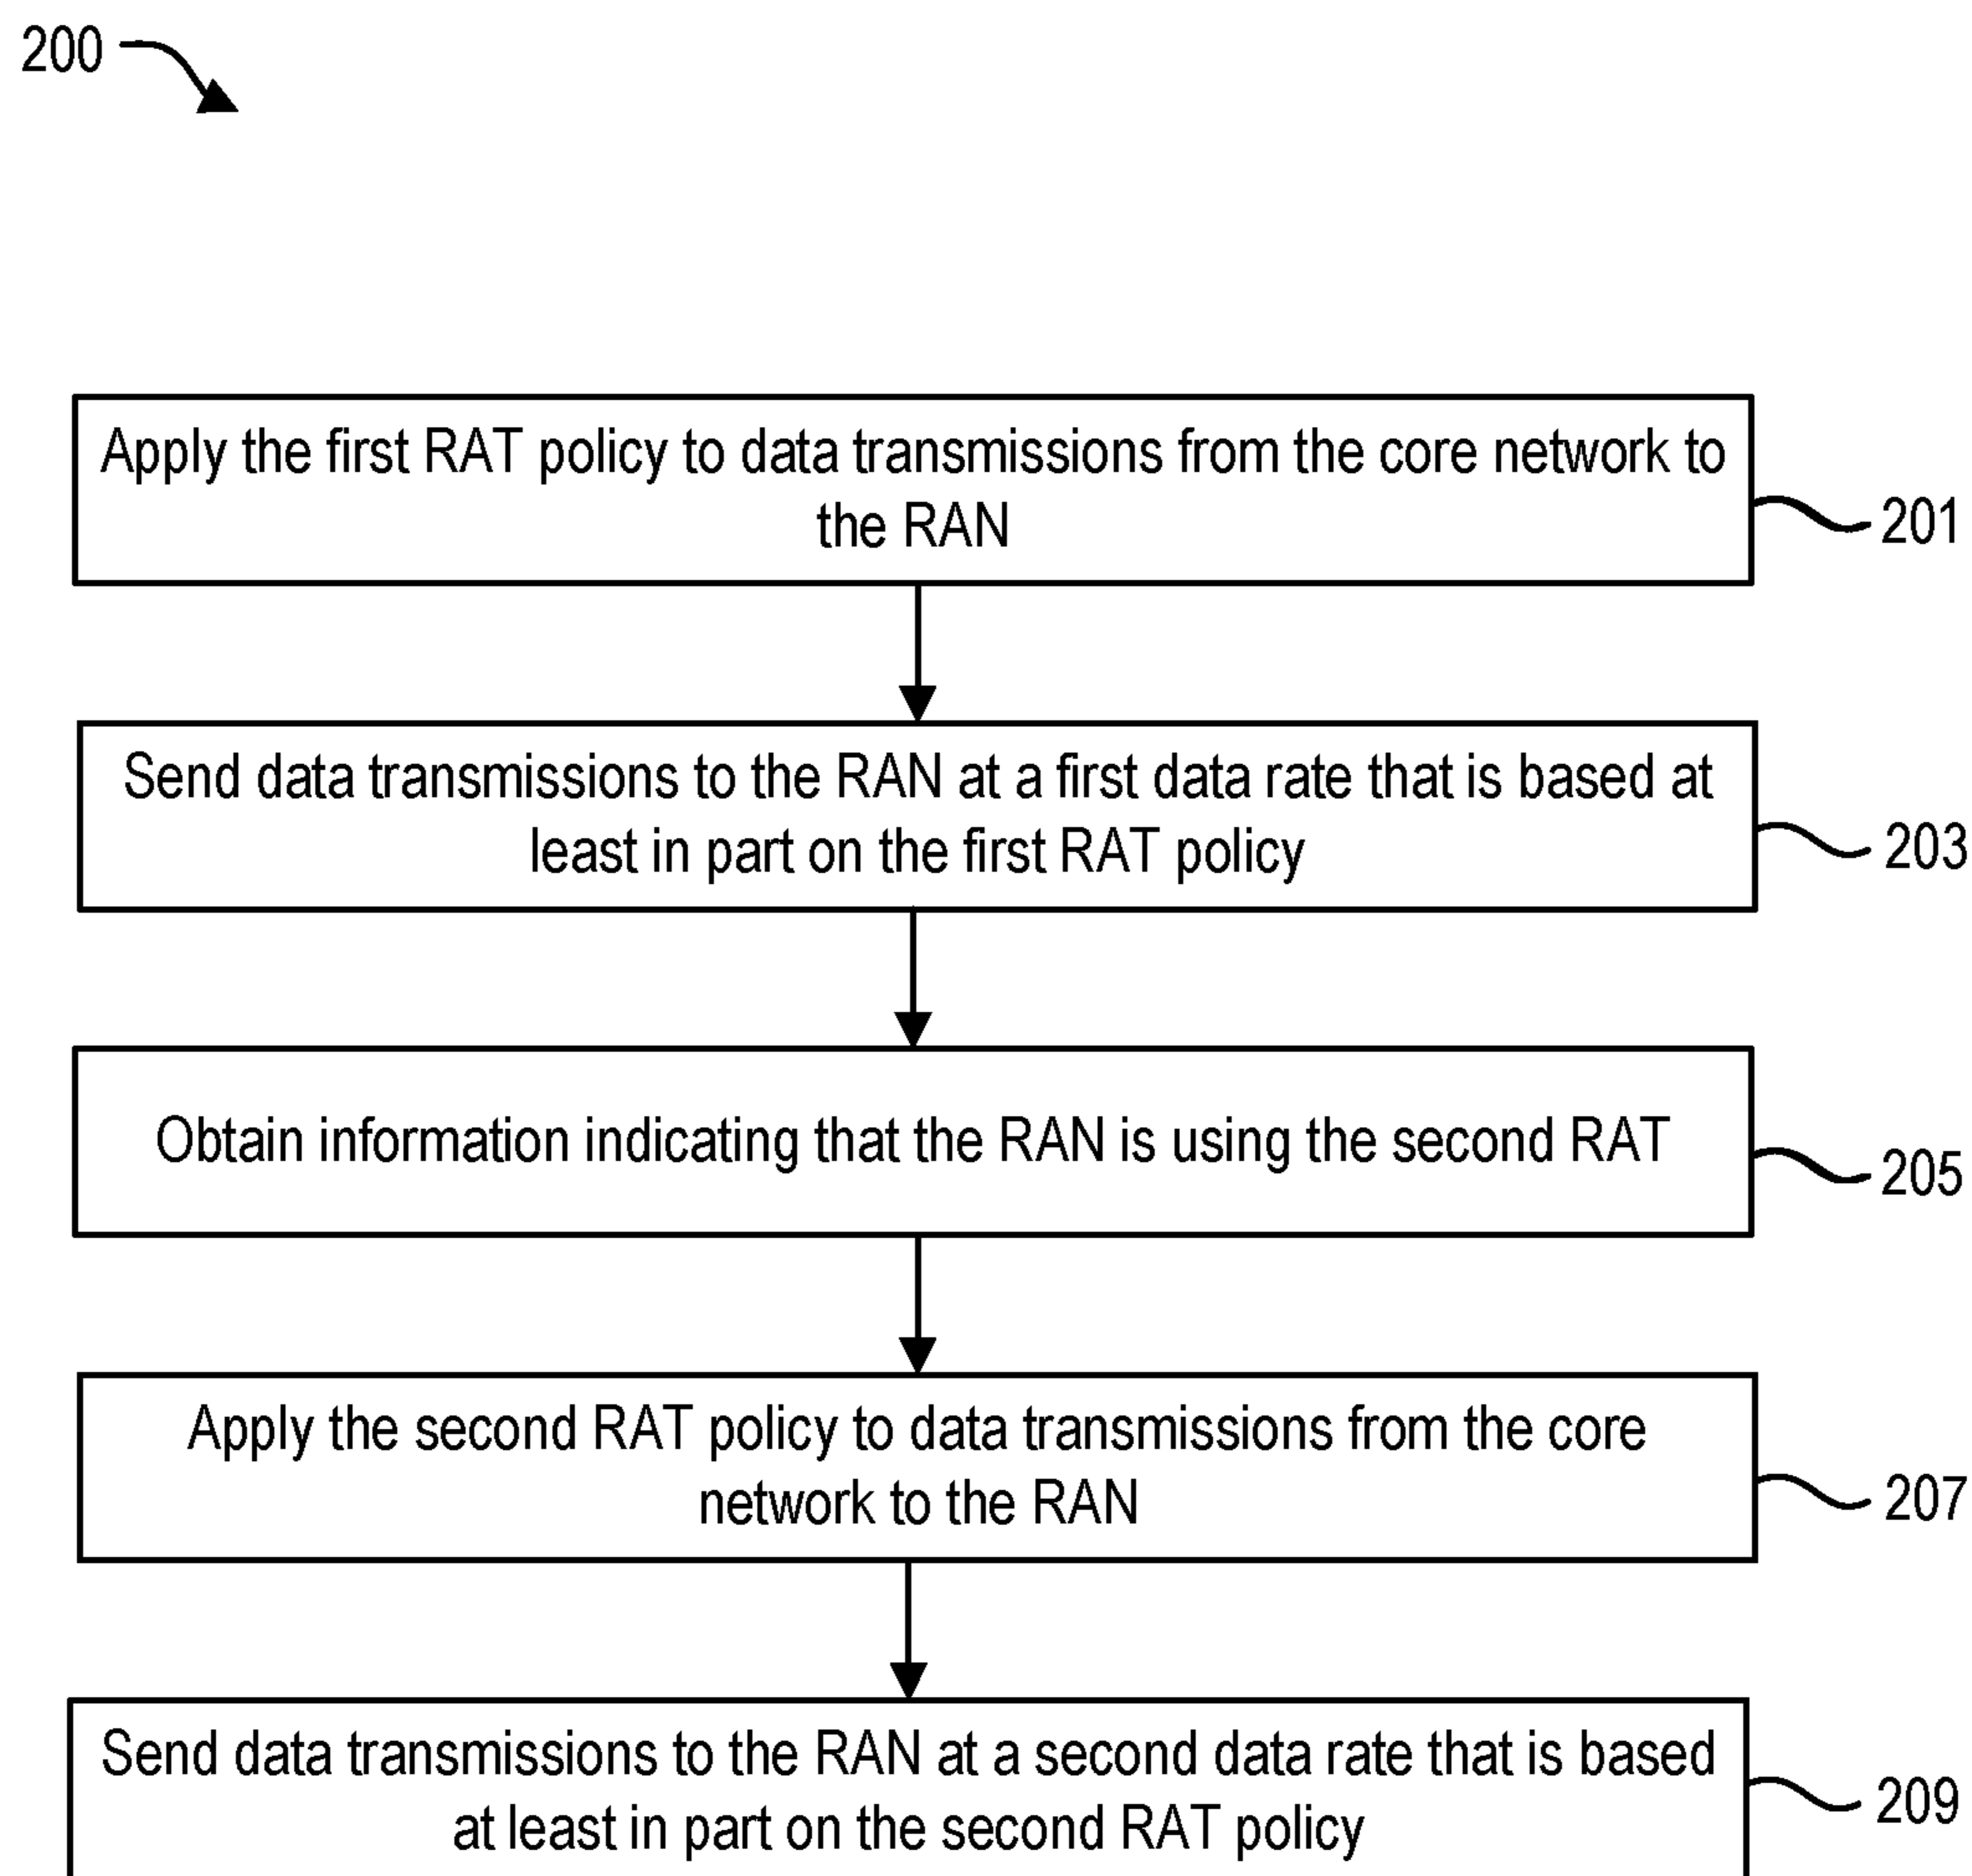 200
Apply the first RAT policy to data transmissions from the core network to
the RAN
201
Send data transmissions to the RAN at a first data rate that is based at
least in part on the first RAT policy
203
Obtain information indicating that the RAN is using the second RAT
205
Apply the second RAT policy to data transmissions from the core
network to the RAN
207
Send data transmissions to the RAN at a second data rate that is based
at least in part on the second RAT policy
209